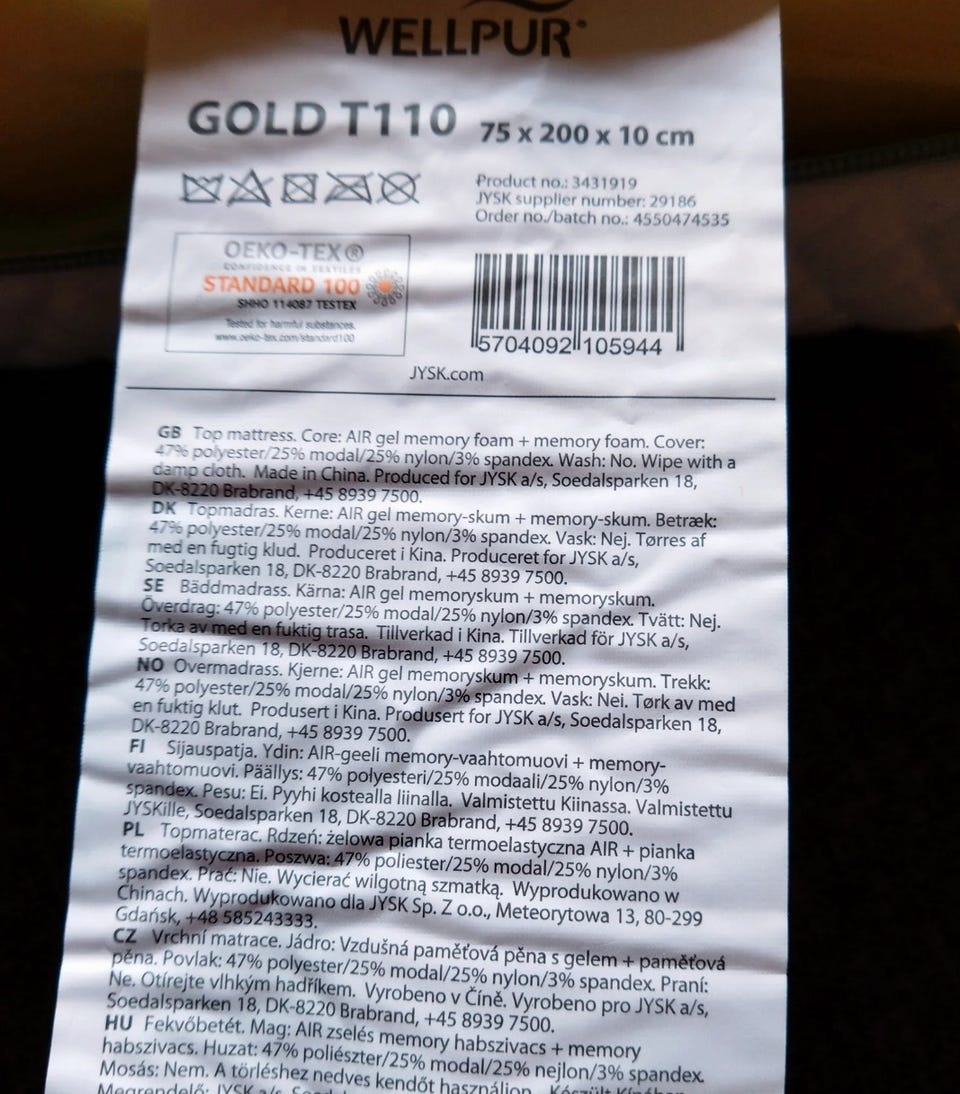 WELLPUR®
GOLD T110 75 x 200 x 10 cm
Product no.: 3431919
JYSK supplier number: 29186
Order no./batch no.: 4550474535
OEKO-TEX®
CONFIDENCE IN TEXTILES
STANDARD 100
SHHO 114087 TESTEX
Tested for harmful substances.
www.oeko-tex.com/standard100
5704092 105944
JYSK.com
GB Top mattress. Core: AIR gel memory foam + memory foam. Cover:
47% polyester/25% modal/25% nylon/3% spandex. Wash: No. Wipe with a
damp cloth. Made in China. Produced for JYSK a/s, Soedalsparken 18,
DK-8220 Brabrand, +45 8939 7500.
DK Topmadras. Kerne: AIR gel memory-skum + memory-skum. Betræk:
47% polyester/25% modal/25% nylon/3% spandex. Vask: Nej. Tørres af
med en fugtig klud. Produceret i Kina. Produceret for JYSK a/s,
Soedalsparken 18, DK-8220 Brabrand, +45 8939 7500.
SE Bäddmadrass. Kärna: AIR gel memoryskum + memoryskum.
Överdrag: 47% polyester/25% modal/25% nylon/3% spandex. Tvätt: Nej.
Torka av med en fuktig trasa. Tillverkad i Kina. Tillverkad för JYSK a/s,
Soedalsparken 18, DK-8220 Brabrand, +45 8939 7500.
NO Overmadrass. Kjerne: AIR gel memoryskum + memoryskum. Trekk:
47% polyester/25% modal/25% nylon/3% spandex. Vask: Nei. Tørk av med
en fuktig klut. Produsert i Kina. Produsert for JYSK a/s, Soedalsparken 18,
DK-8220 Brabrand, +45 8939 7500.
FI Sijauspatja. Ydin: AIR-geeli memory-vaahtomuovi + memory-
vaahtomuovi. Päällys: 47% polyesteri/25% modaali/25% nylon/3%
spandex. Pesu: Ei. Pyyhi kostealla liinalla. Valmistettu Kiinassa. Valmistettu
JYSKille, Soedalsparken 18, DK-8220 Brabrand, +45 8939 7500.
PL Topmaterac. Rdzeń: żelowa pianka termoelastyczna AIR + pianka
termoelastyczna. Poszwa: 47% poliester/25% modal/25% nylon/3%
spandex. Prać: Nie. Wycierać wilgotną szmatką. Wyprodukowano w
Chinach. Wyprodukowano dla JYSK Sp. Z o.o., Meteorytowa 13, 80-299
Gdańsk, +48 585243333.
CZ Vrchní matrace. Jádro: Vzdušná paměťová pěna s gelem + paměťová
pěna. Povlak: 47% polyester/25% modal/25% nylon/3% spandex. Praní:
Ne. Otírejte vlhkým hadříkem. Vyrobeno v Číně. Vyrobeno pro JYSK a/s,
Soedalsparken 18, DK-8220 Brabrand, +45 8939 7500.
HU Fekvőbetét. Mag: AIR zselés memory habszivacs + memory
habszivacs. Huzat: 47% poliészter/25% modal/25% nejlon/3% spandex.
Mosás: Nem. A törléshez nedves kendőt használjon. Készült Kínában.
Megrendelő: JYSK a/s,